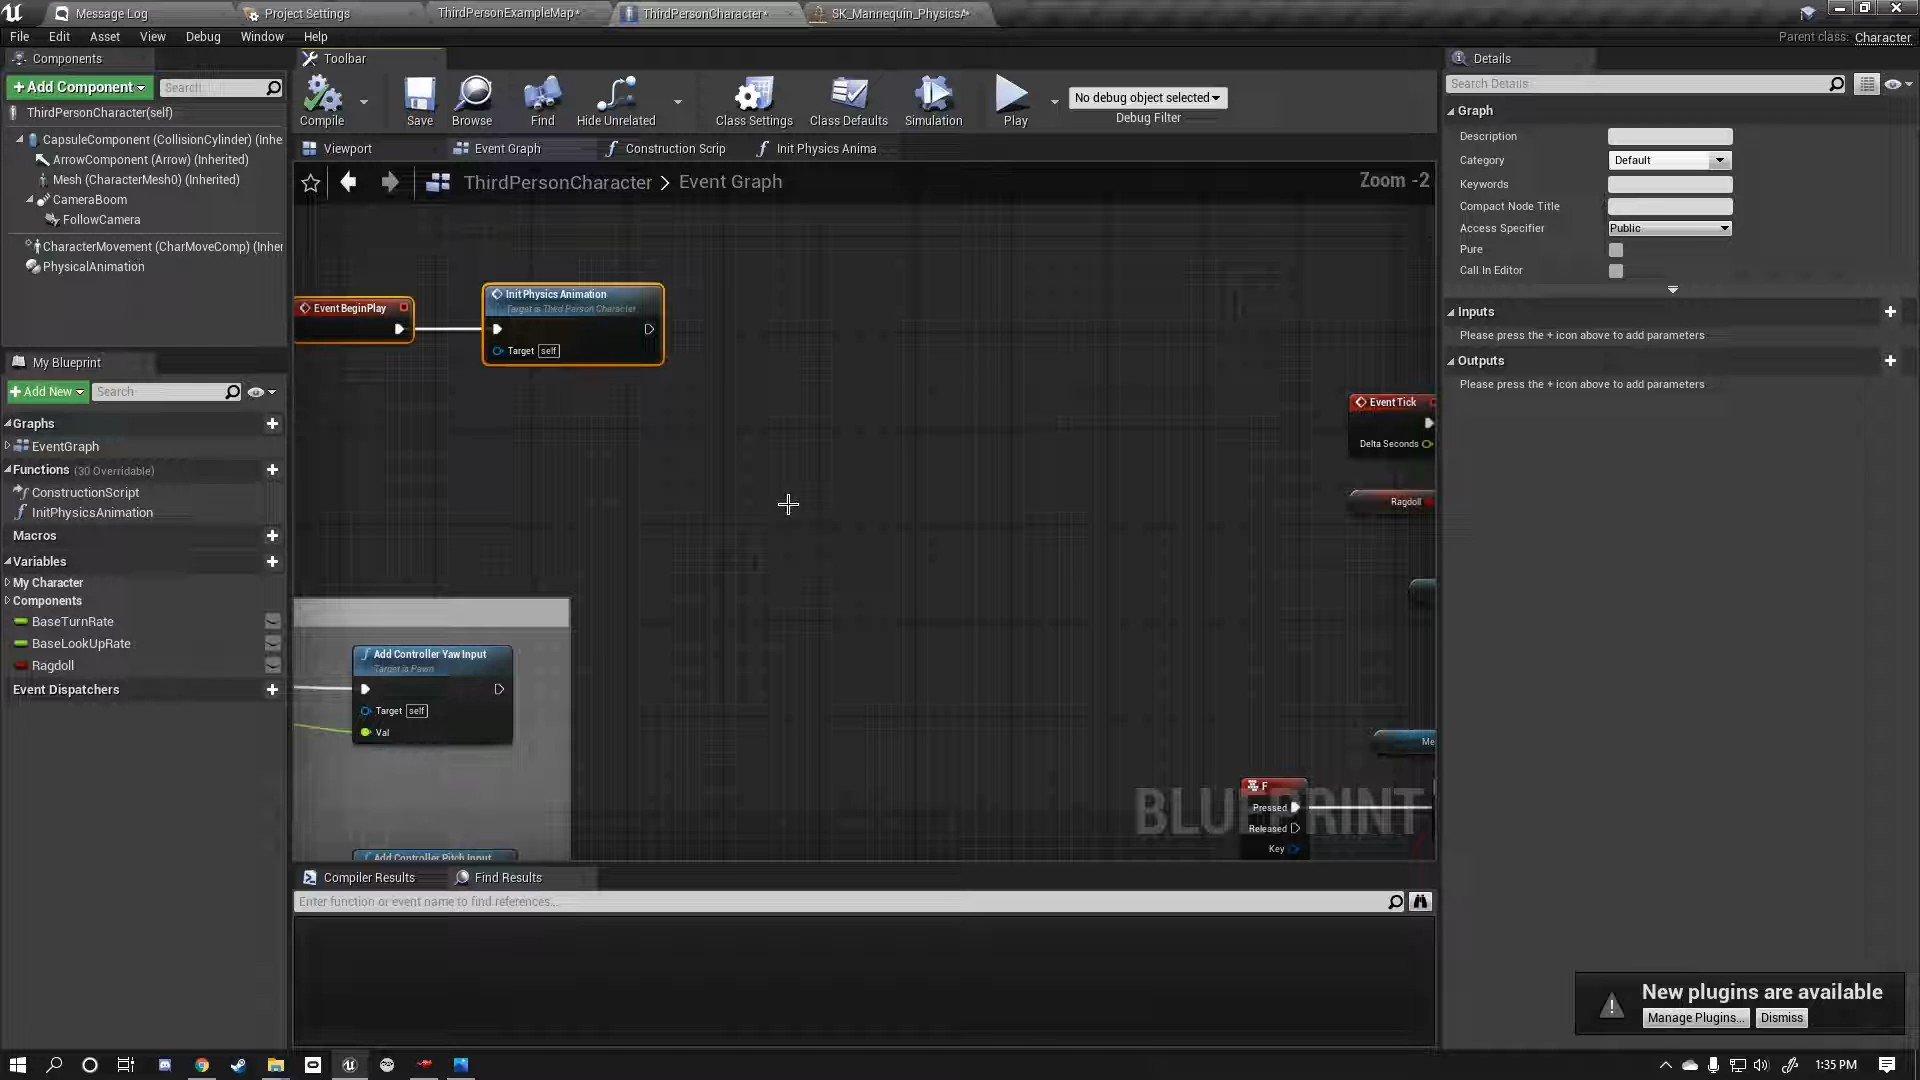 Message Log
Project Settings
ThirdPersonExampleMap*
ThirdPersonCharacter*
SK_Mannequin_PhysicsA*
File Edit Asset View Debug Window Help
Parent class: Character
Components
Toolbar
Details
+Add Component
Search
ThirdPersonCharacter(self)
CapsuleComponent (CollisionCylinder) (Inhe
ArrowComponent (Arrow) (Inherited)
Mesh (CharacterMesh0) (Inherited)
CameraBoom
FollowCamera
CharacterMovement (CharMoveComp) (Inher
PhysicalAnimation
Compile
Save
Browse
Find
Hide Unrelated
Class Settings
Class Defaults
Simulation
Play
No debug object selected
Debug Filter
Viewport
Event Graph
Construction Scrip
Init Physics Anima
ThirdPersonCharacter > Event Graph
Zoom -2
Event BeginPlay
Init Physics Animation
Target is Third Person Character
Target self
Event Tick
Delta Seconds
Ragdoll
Me
Add Controller Yaw Input
Target is Pawn
Target self
Val
Add Controller Pitch Input
F
Pressed
Released
Key
BLUEPRINT
My Blueprint
+Add New
Search
Graphs
EventGraph
Functions (30 Overridable)
ConstructionScript
InitPhysicsAnimation
Macros
Variables
My Character
Components
BaseTurnRate
BaseLookUpRate
Ragdoll
Event Dispatchers
Search Details
Graph
Description
Category Default
Keywords
Compact Node Title
Access Specifier Public
Pure
Call In Editor
Inputs
Please press the + icon above to add parameters
Outputs
Please press the + icon above to add parameters
Compiler Results
Find Results
Enter function or event name to find references...
New plugins are available
Manage Plugins...
Dismiss
1:35 PM